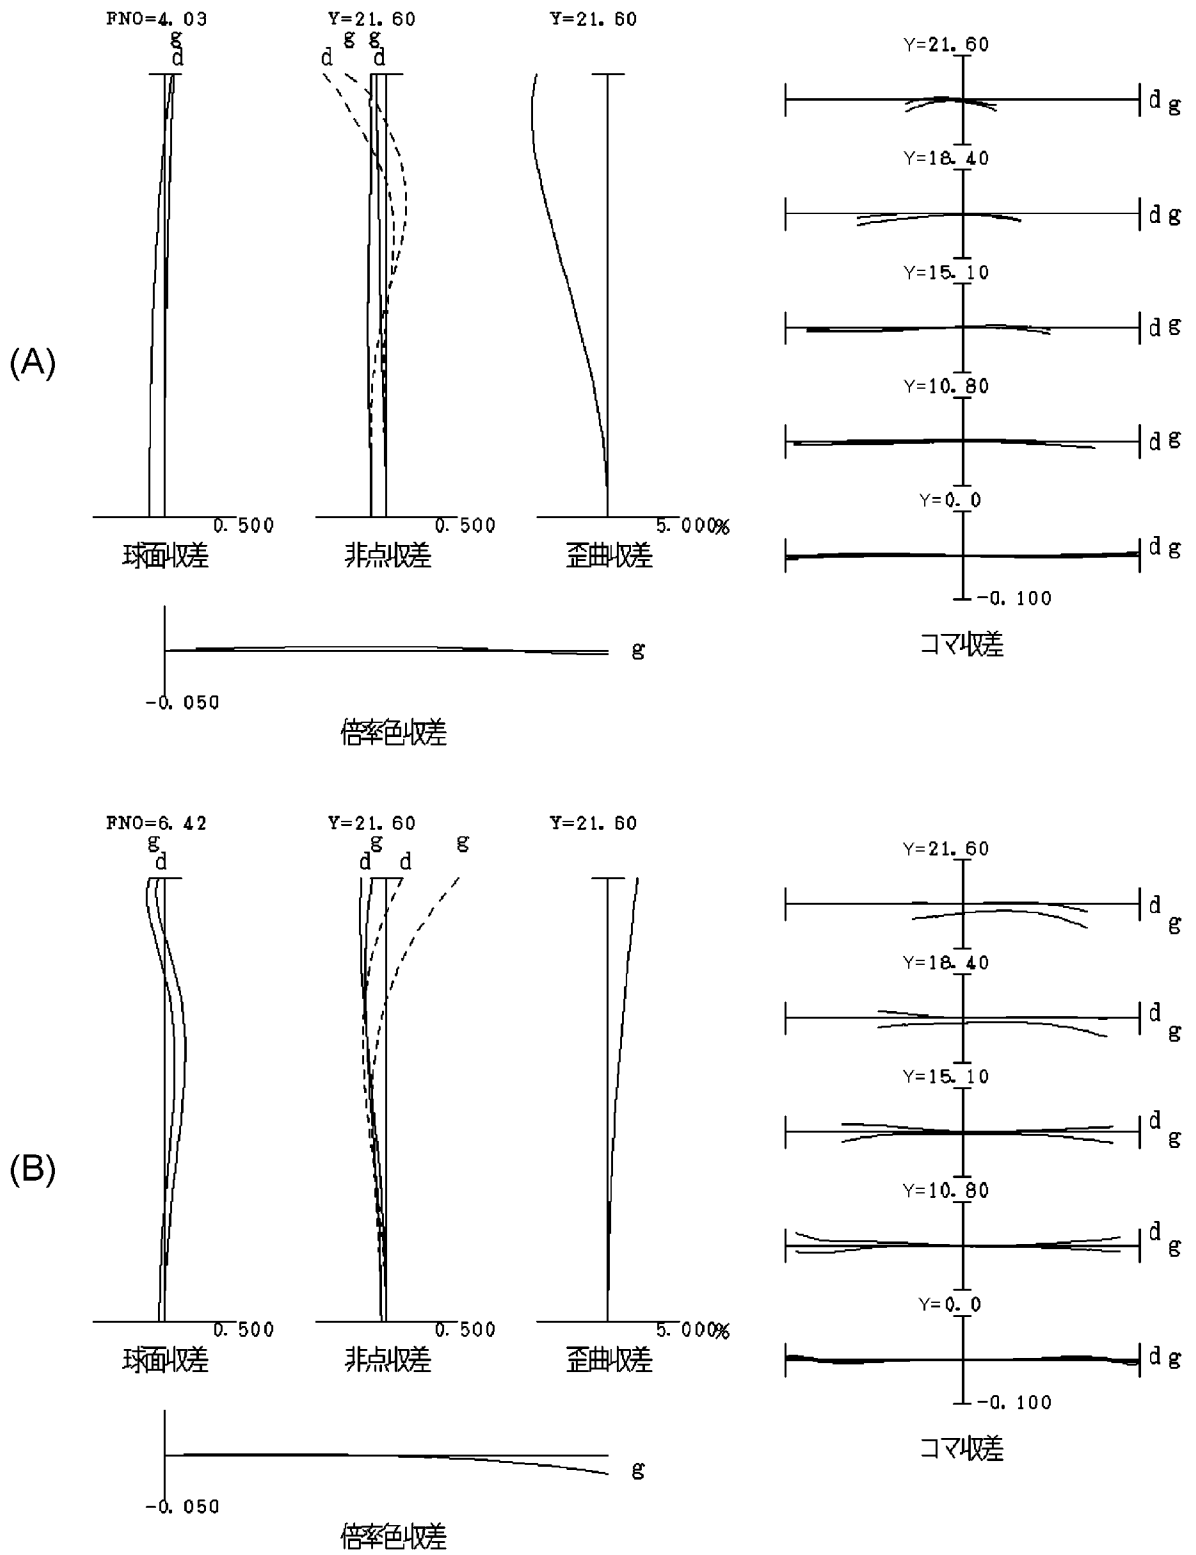 (A)
FNO=4.03
g
d
0.500
球面収差
Y=21.60
g g
d d
0.500
非点収差
Y=21.60
5.000%
歪曲収差
-0.050
g
倍率色収差
Y=21.60
d g
Y=18.40
d g
Y=15.10
d g
Y=10.80
d g
Y=0.0
d g
-0.100
コマ収差
(B)
FNO=6.42
g
d
0.500
球面収差
Y=21.60
g g
d d
0.500
非点収差
Y=21.60
5.000%
歪曲収差
-0.050
g
倍率色収差
Y=21.60
d g
Y=18.40
d g
Y=15.10
d g
Y=10.80
d g
Y=0.0
d g
-0.100
コマ収差